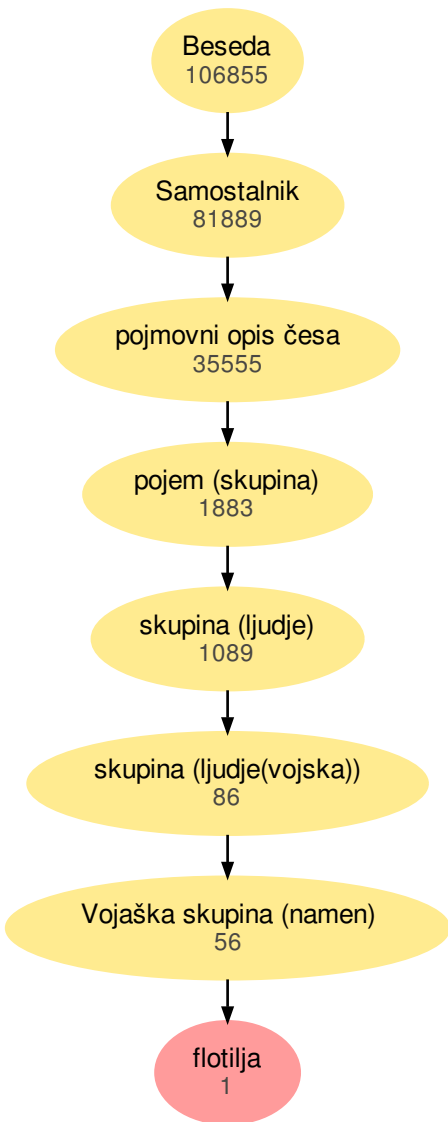 Beseda
106855
Samostalnik
81889
pojmovni opis česa
35555
pojem (skupina)
1883
skupina (ljudje)
1089
skupina (ljudje(vojska))
86
Vojaška skupina (namen)
56
flotilja
1